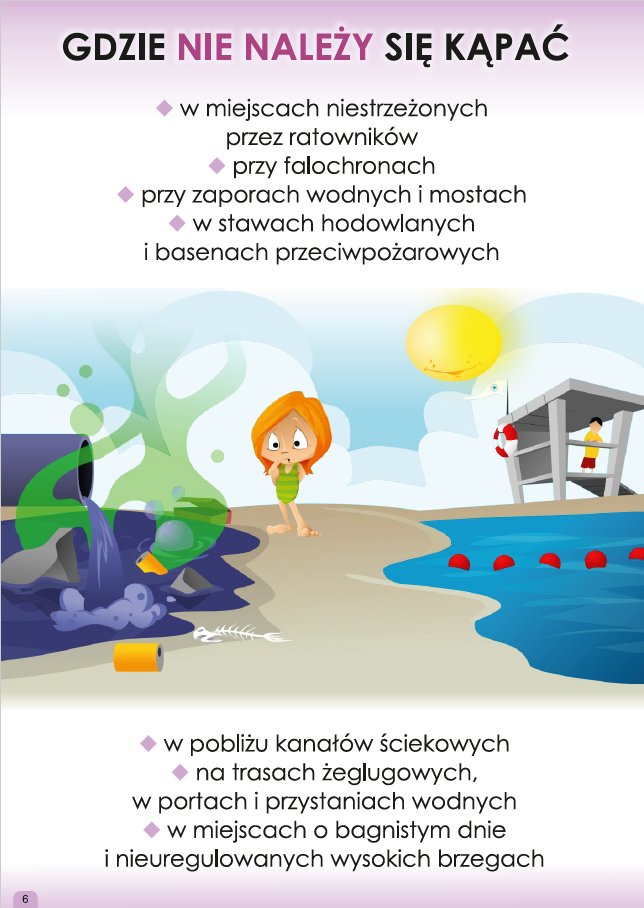 GDZIE NIE NALEŻY SIĘ KĄPAĆ
◆ w miejscach niestrzeżonych
przez ratowników
◆ przy falochronach
◆ przy zaporach wodnych i mostach
◆ w stawach hodowlanych
i basenach przeciwpożarowych
◆ w pobliżu kanałów ściekowych
◆ na trasach żeglugowych,
w portach i przystaniach wodnych
◆ w miejscach o bagnistym dnie
i nieuregulowanych wysokich brzegach
6